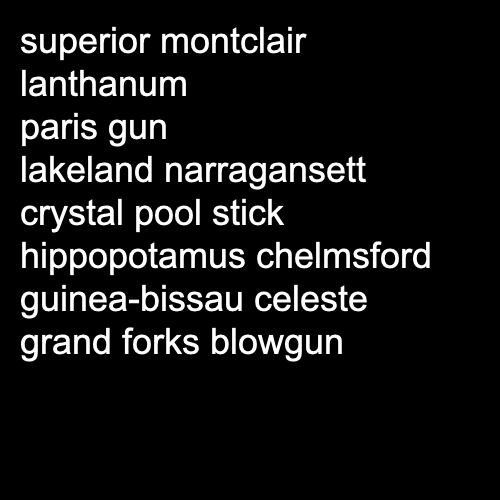 superior montclair
lanthanum
paris gun
lakeland narragansett
crystal pool stick
hippopotamus chelmsford
guinea-bissau celeste
grand forks blowgun